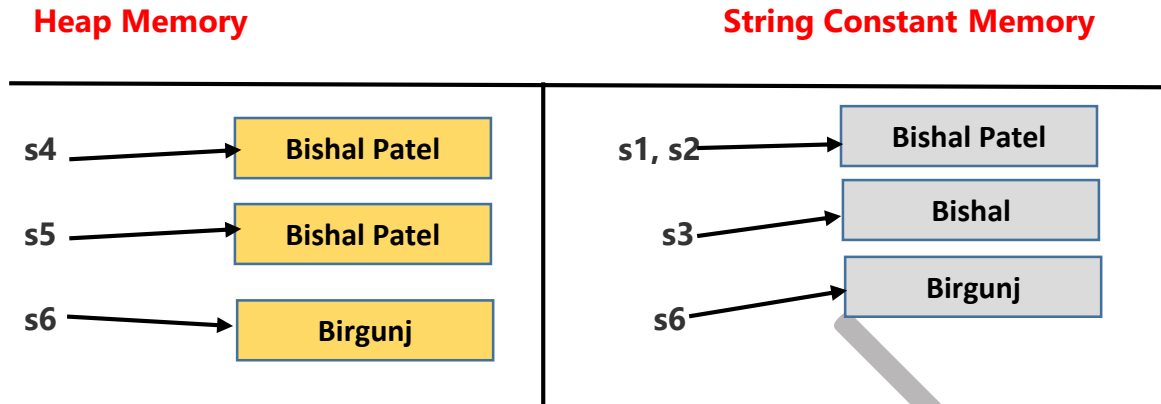 Heap Memory
String Constant Memory
s4
Bishal Patel
s5
Bishal Patel
s6
Birgunj
s1, s2
Bishal Patel
s3
Bishal
s6
Birgunj